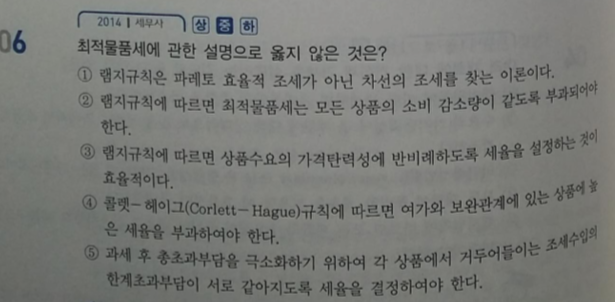 2014 | 세무사 상 중 하
06
최적물품세에 관한 설명으로 옳지 않은 것은?
① 램지규칙은 파레토 효율적 조세가 아닌 차선의 조세를 찾는 이론이다.
② 램지규칙에 따르면 최적물품세는 모든 상품의 소비 감소량이 같도록 부과되어야
한다.
③ 램지규칙에 따르면 상품수요의 가격탄력성에 반비례하도록 세율을 설정하는 것이
효율적이다.
④ 콜렛-헤이그(Corlett-Hague)규칙에 따르면 여가와 보완관계에 있는 상품에 높
은 세율을 부과하여야 한다.
⑤ 과세 후 총초과부담을 극소화하기 위하여 각 상품에서 거두어들이는 조세수입의
한계초과부담이 서로 같아지도록 세율을 결정하여야 한다.